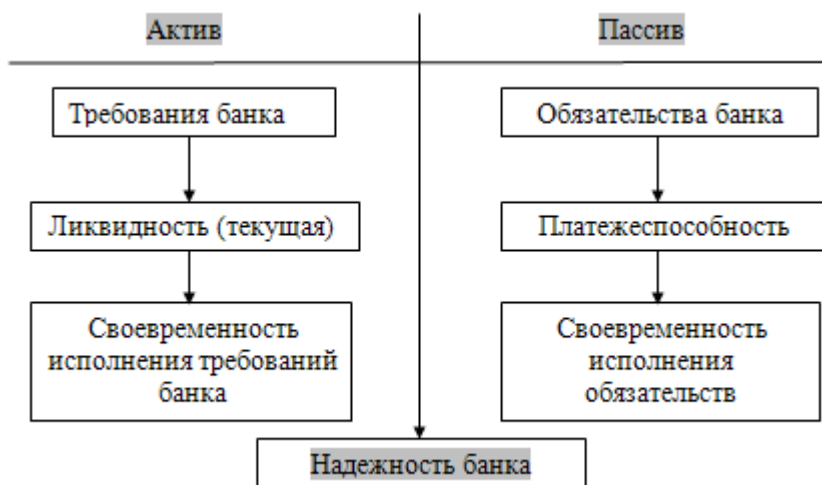 Актив
Пассив
Требования банка
Обязательства банка
Ликвидность (текущая)
Платежеспособность
Своевременность
исполнения требований
банка
Своевременность
исполнения
обязательств
Надежность банка